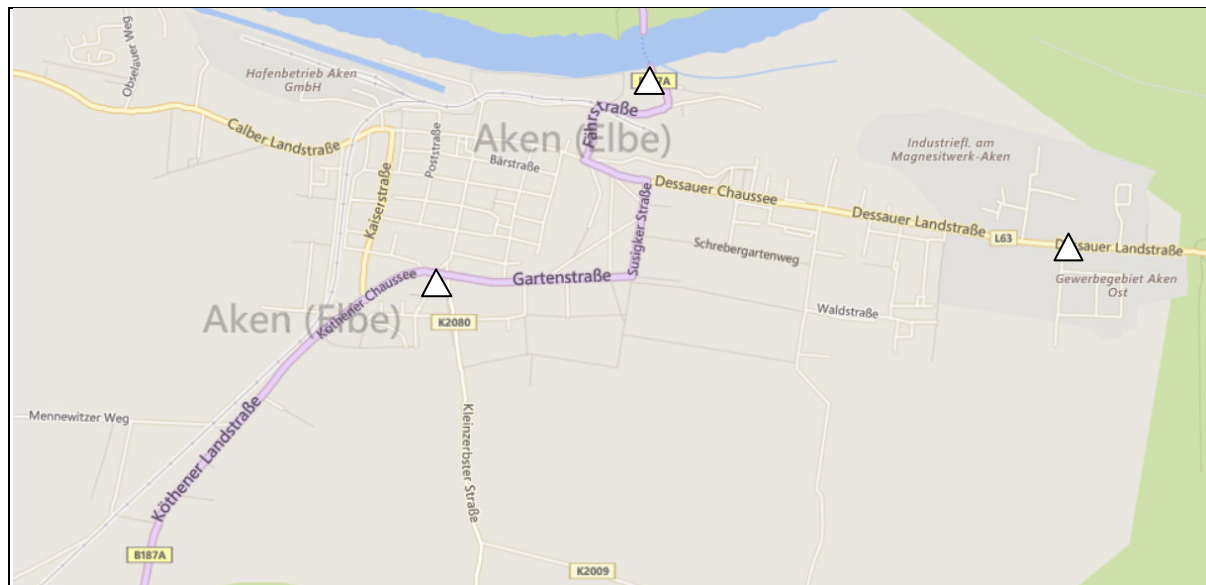 Obselauer Weg
Hafenbetrieb Aken
GmbH
Calber Landstraße
Poststraße
Kaiserstraße
Bärstraße
Aken (Elbe)
Fährstraße
Dessauer Chaussee
Dessauer Landstraße
L63
Dessauer Landstraße
Industriefl. am
Magnesitwerk-Aken
Susigker Straße
Schrebergartenweg
Gartenstraße
Waldstraße
Gewerbegebiet Aken
Ost
Aken (Elbe)
Köthener Chaussee
K2080
Mennewitzer Weg
Köthener Landstraße
Kleinzerbster Straße
B187A
K2009